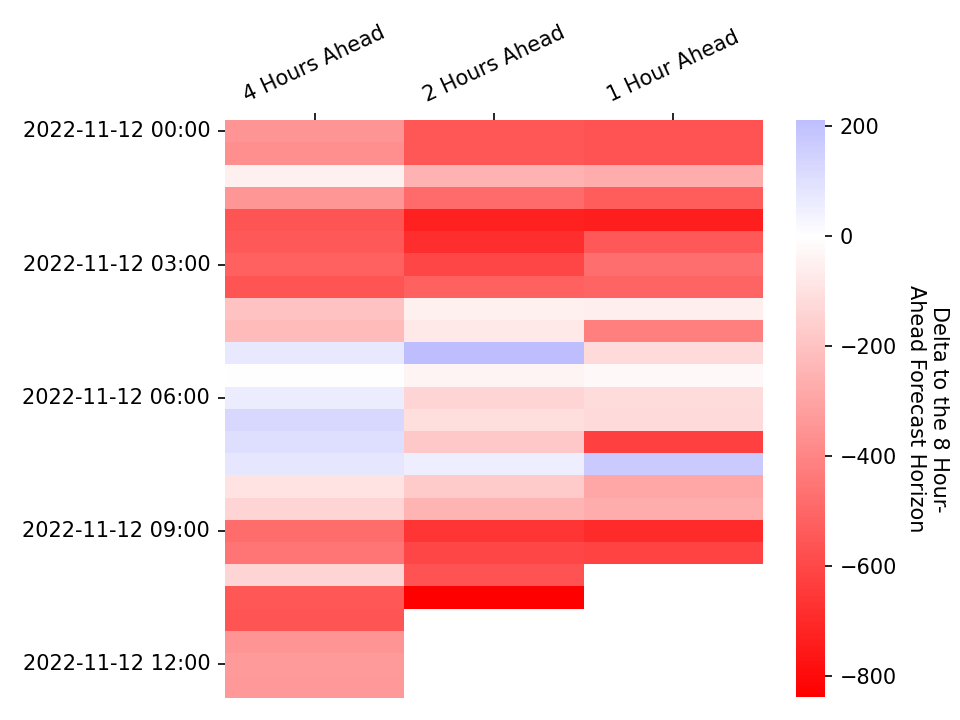 4 Hours Ahead
2 Hours Ahead
1 Hour Ahead
2022-11-12 00:00
2022-11-12 03:00
2022-11-12 06:00
2022-11-12 09:00
2022-11-12 12:00
200
0
−200
−400
−600
−800
Delta to the 8 Hour-
Ahead Forecast Horizon